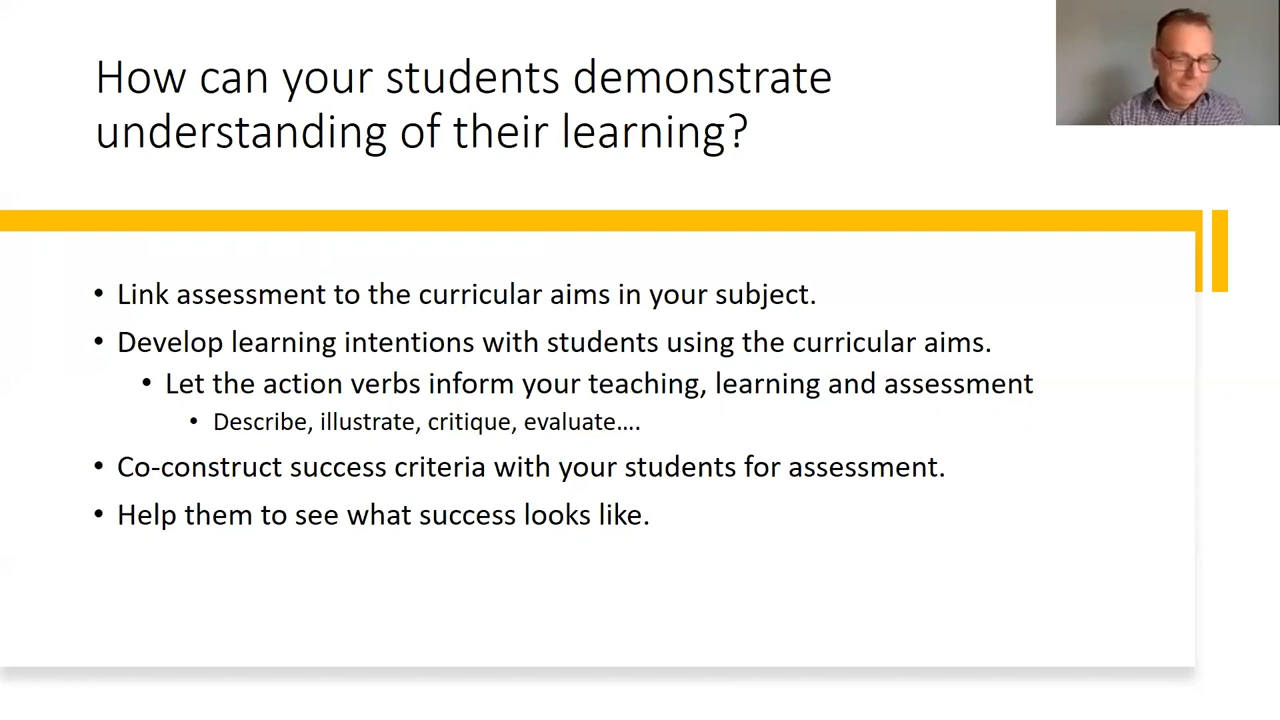 How can your students demonstrate
understanding of their learning?
• Link assessment to the curricular aims in your subject.
• Develop learning intentions with students using the curricular aims.
• Let the action verbs inform your teaching, learning and assessment
• Describe, illustrate, critique, evaluate….
• Co-construct success criteria with your students for assessment.
• Help them to see what success looks like.